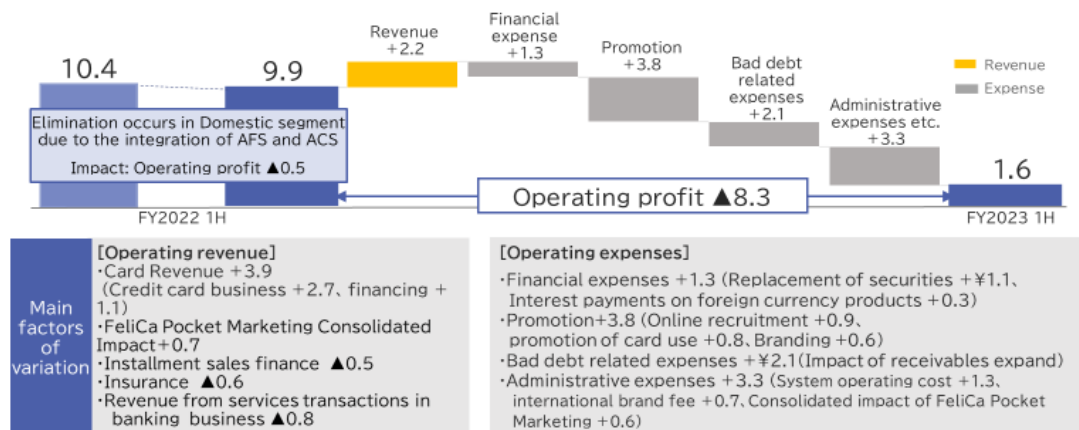 Revenue
+2.2
Financial
expense
+1.3
Promotion
+3.8
Bad debt
related
expenses
+2.1
Administrative
expenses etc.
+3.3
Revenue
Expense
10.4
9.9
1.6
Elimination occurs in Domestic segment
due to the integration of AFS and ACS
Impact: Operating profit ▲0.5
Operating profit ▲8.3
FY2022 1H
FY2023 1H
Main
factors
of
variation
[Operating revenue]
・Card Revenue +3.9
(Credit card business +2.7、financing +
1.1)
・FeliCa Pocket Marketing Consolidated
Impact+0.7
・Installment sales finance ▲0.5
・Insurance ▲0.6
・Revenue from services transactions in
banking business ▲0.8
[Operating expenses]
・Financial expenses +1.3 (Replacement of securities +¥1.1、
Interest payments on foreign currency products +0.3)
・Promotion+3.8 (Online recruitment +0.9、
promotion of card use +0.8、Branding +0.6)
・Bad debt related expenses +¥2.1(Impact of receivables expand)
・Administrative expenses +3.3 (System operating cost +1.3、
international brand fee +0.7、Consolidated impact of FeliCa Pocket
Marketing +0.6)